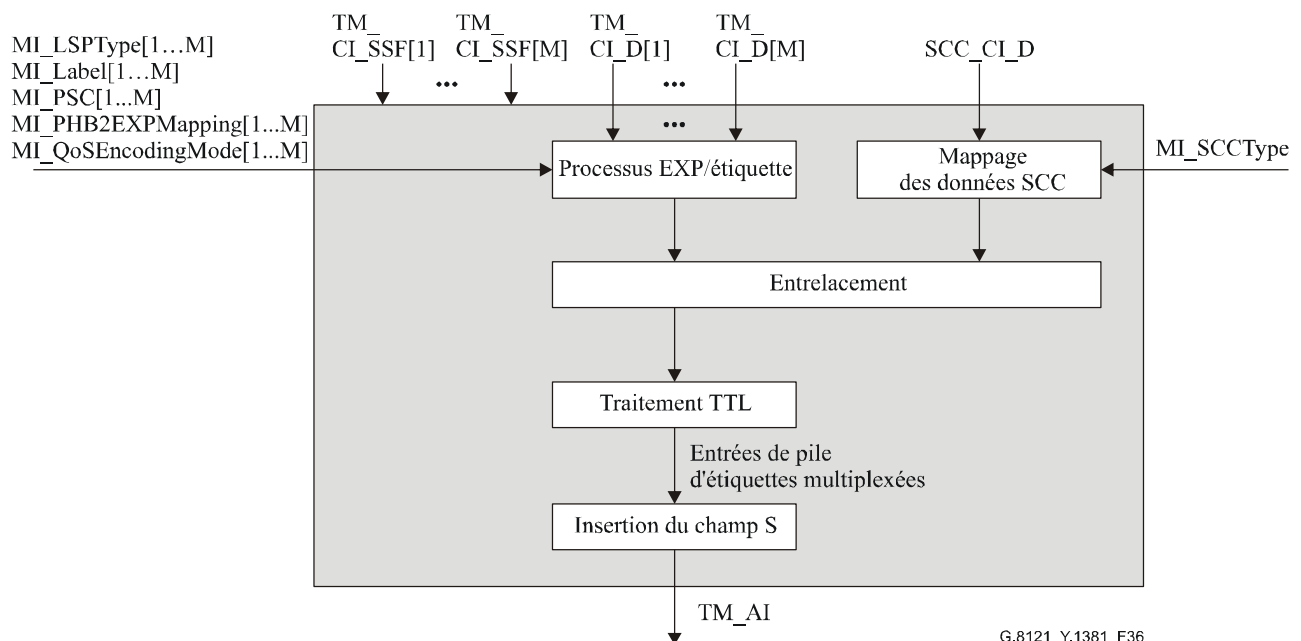 MI_LSPType[1…M]
MI_Label[1…M]
MI_PSC[1...M]
MI_PHB2EXPMapping[1...M]
MI_QoSEncodingMode[1...M]
TM_
CI_SSF[1]
...
TM_
CI_SSF[M]
TM_
CI_D[1]
...
TM_
CI_D[M]
SCC_CI_D
...
Processus EXP/étiquette
Mappage
des données SCC
MI_SCCType
Entrelacement
Traitement TTL
Entrées de pile
d'étiquettes multiplexées
Insertion du champ S
TM_AI
G.8121_Y.1381_F36